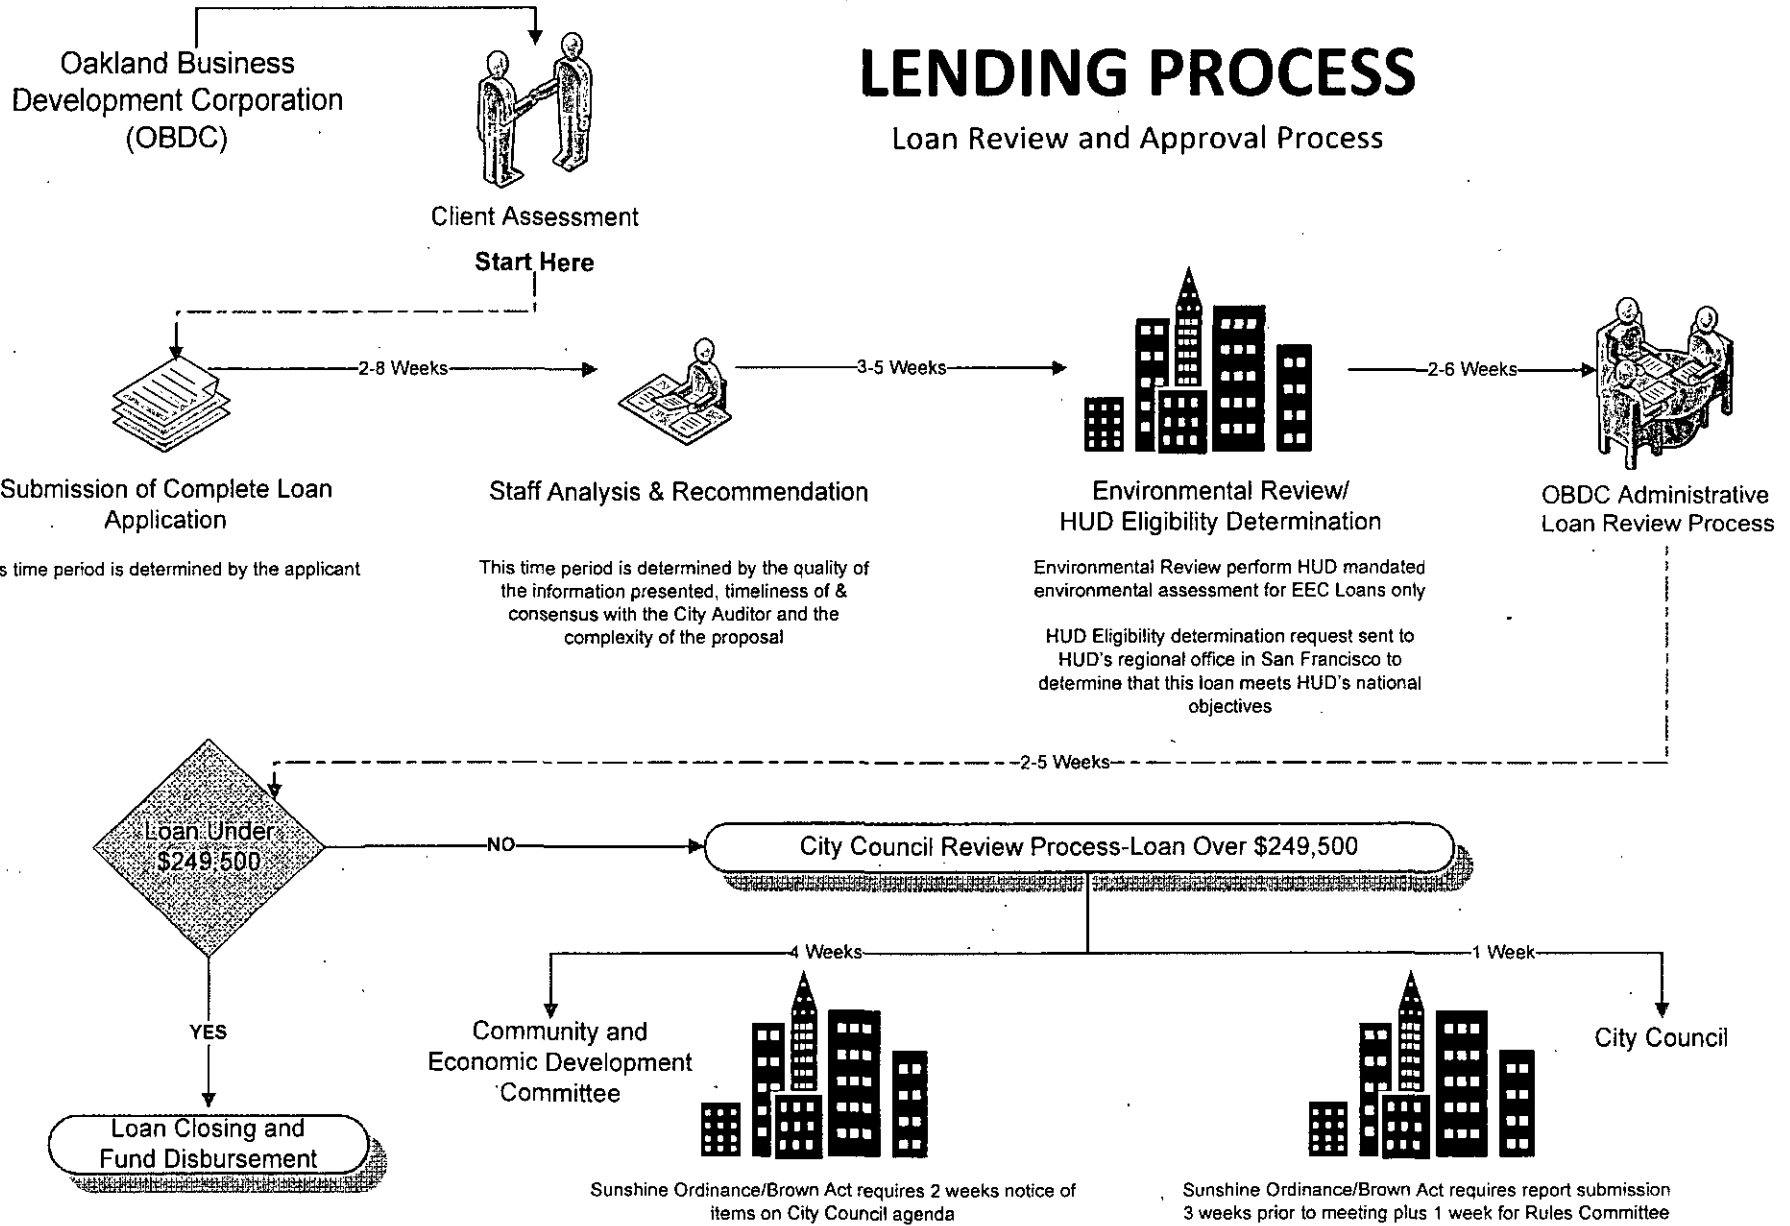 Oakland Business
Development Corporation
(OBDC)
LENDING PROCESS
Loan Review and Approval Process
Client Assessment
Start Here
2-8 Weeks
3-5 Weeks
2-6 Weeks
Submission of Complete Loan
Application
s time period is determined by the applicant
Staff Analysis & Recommendation
This time period is determined by the quality of
the information presented, timeliness of &
consensus with the City Auditor and the
complexity of the proposal
Environmental Review/
HUD Eligibility Determination
Environmental Review perform HUD mandated
environmental assessment for EEC Loans only
HUD Eligibility determination request sent to
HUD's regional office in San Francisco to
determine that this loan meets HUD's national
objectives
OBDC Administrative
Loan Review Process
2-5 Weeks
Loan Under
$249,500
NO
City Council Review Process-Loan Over $249,500
4 Weeks
1 Week
YES
Community and
Economic Development
Committee
City Council
Loan Closing and
Fund Disbursement
Sunshine Ordinance/Brown Act requires 2 weeks notice of
items on City Council agenda
Sunshine Ordinance/Brown Act requires report submission
3 weeks prior to meeting plus 1 week for Rules Committee